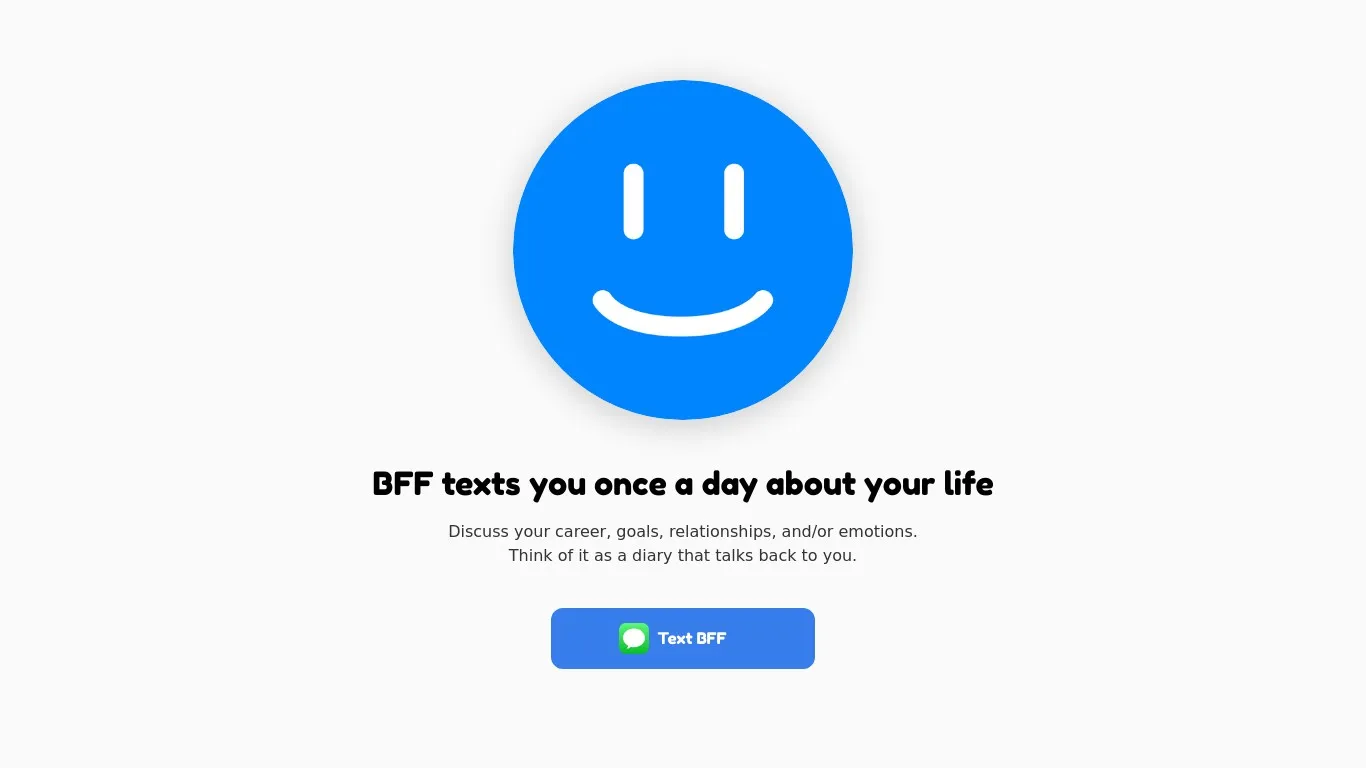 BFF texts you once a day about your life
Discuss your career, goals, relationships, and/or emotions.
Think of it as a diary that talks back to you.
Text BFF